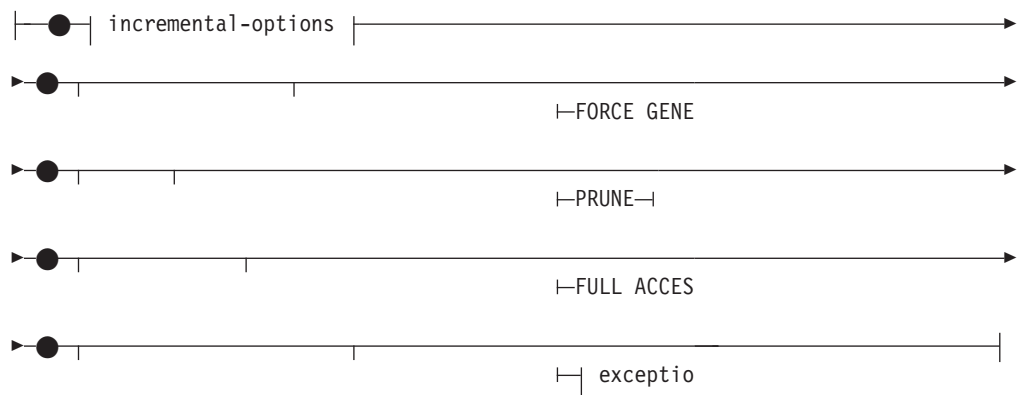 incremental-options
FORCE GENE
PRUNE
FULL ACCES
exceptio